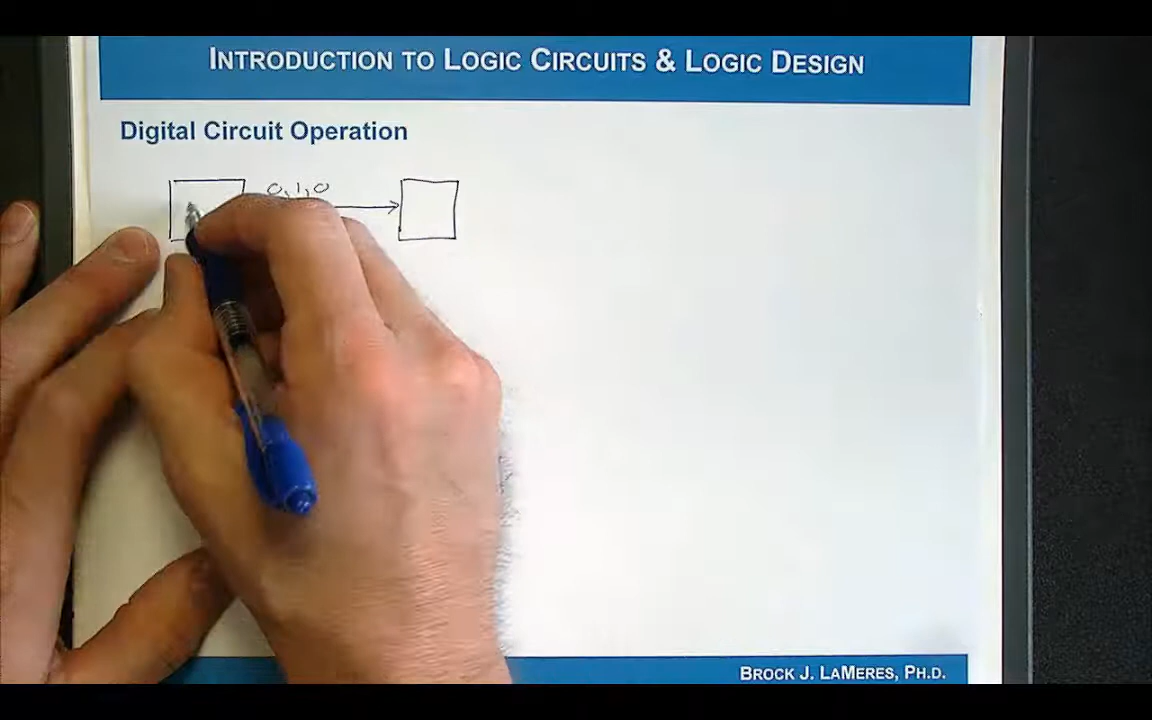 INTRODUCTION TO LOGIC CIRCUITS & LOGIC DESIGN
Digital Circuit Operation
0,1,0
BROCK J. LAMERES, PH.D.